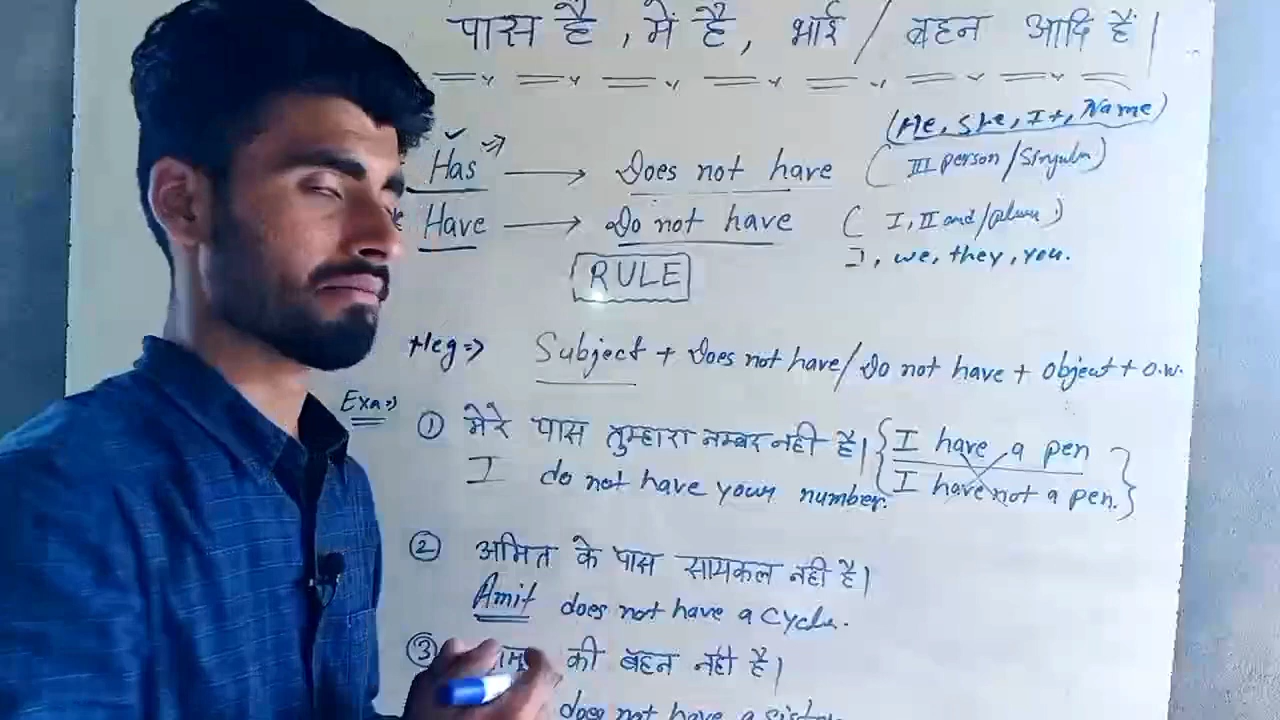 पास है, में है, भाई / बहन आदि हैं|
(He, She, It, Name)
Has → Does not have ( III person/Singular)
Have → Do not have ( I, II and/plural)
I, we, they, you.
RULE
Neg ⇒ Subject + Does not have/Do not have + object + O.W.
Exa ⇒
① मेरे पास तुम्हारा नम्बर नही है| { I have a pen
I do not have your number. I have not a pen. }
② अमित के पास सायकल नही है|
Amit does not have a cycle.
③ की बहन नही है|
does not have a sister